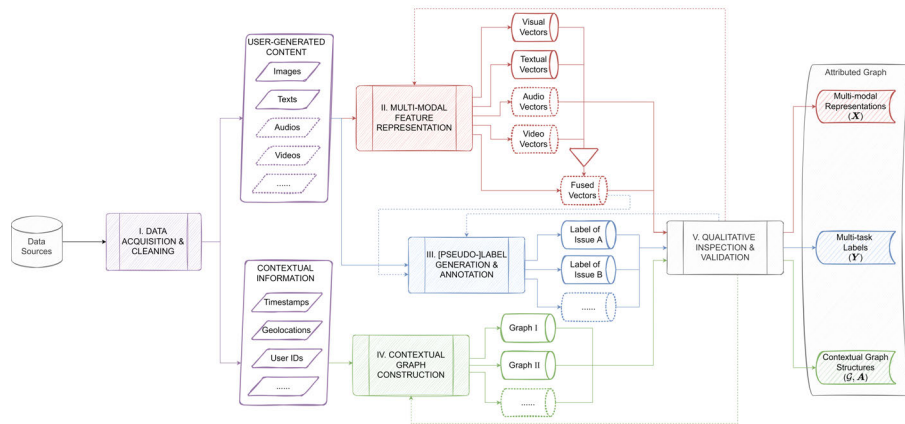 Data
Sources
I. DATA
ACQUISITION &
CLEANING
USER-GENERATED
CONTENT
Images
Texts
Audios
Videos
......
CONTEXTUAL
INFORMATION
Timestamps
Geolocations
User IDs
......
II. MULTI-MODAL
FEATURE
REPRESENTATION
Visual
Vectors
Textual
Vectors
Audio
Vectors
Video
Vectors
Fused
Vectors
III. [PSEUDO-]LABEL
GENERATION &
ANNOTATION
Label of
Issue A
Label of
Issue B
......
IV. CONTEXTUAL
GRAPH
CONSTRUCTION
Graph I
Graph II
......
V. QUALITATIVE
INSPECTION &
VALIDATION
Attributed Graph
Multi-modal
Representations
(X)
Multi-task
Labels
(Y)
Contextual Graph
Structures
(𝒢, A)